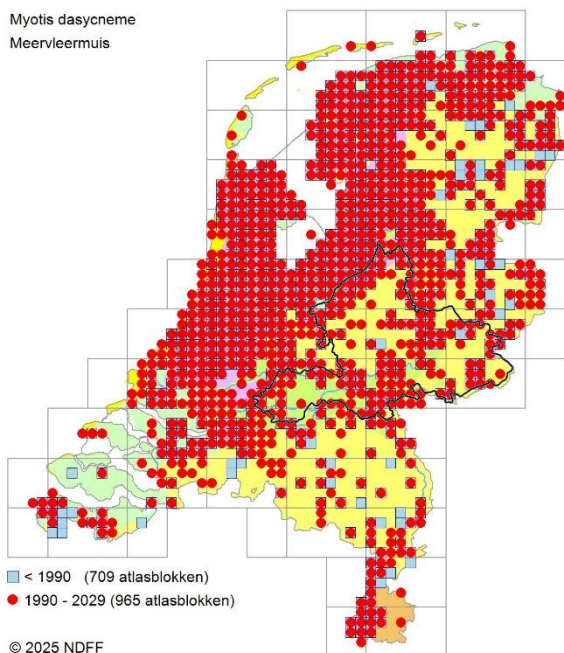 Myotis dasycneme
Meervleermuis
< 1990 (709 atlasblokken)
1990 - 2029 (965 atlasblokken)
© 2025 NDFF